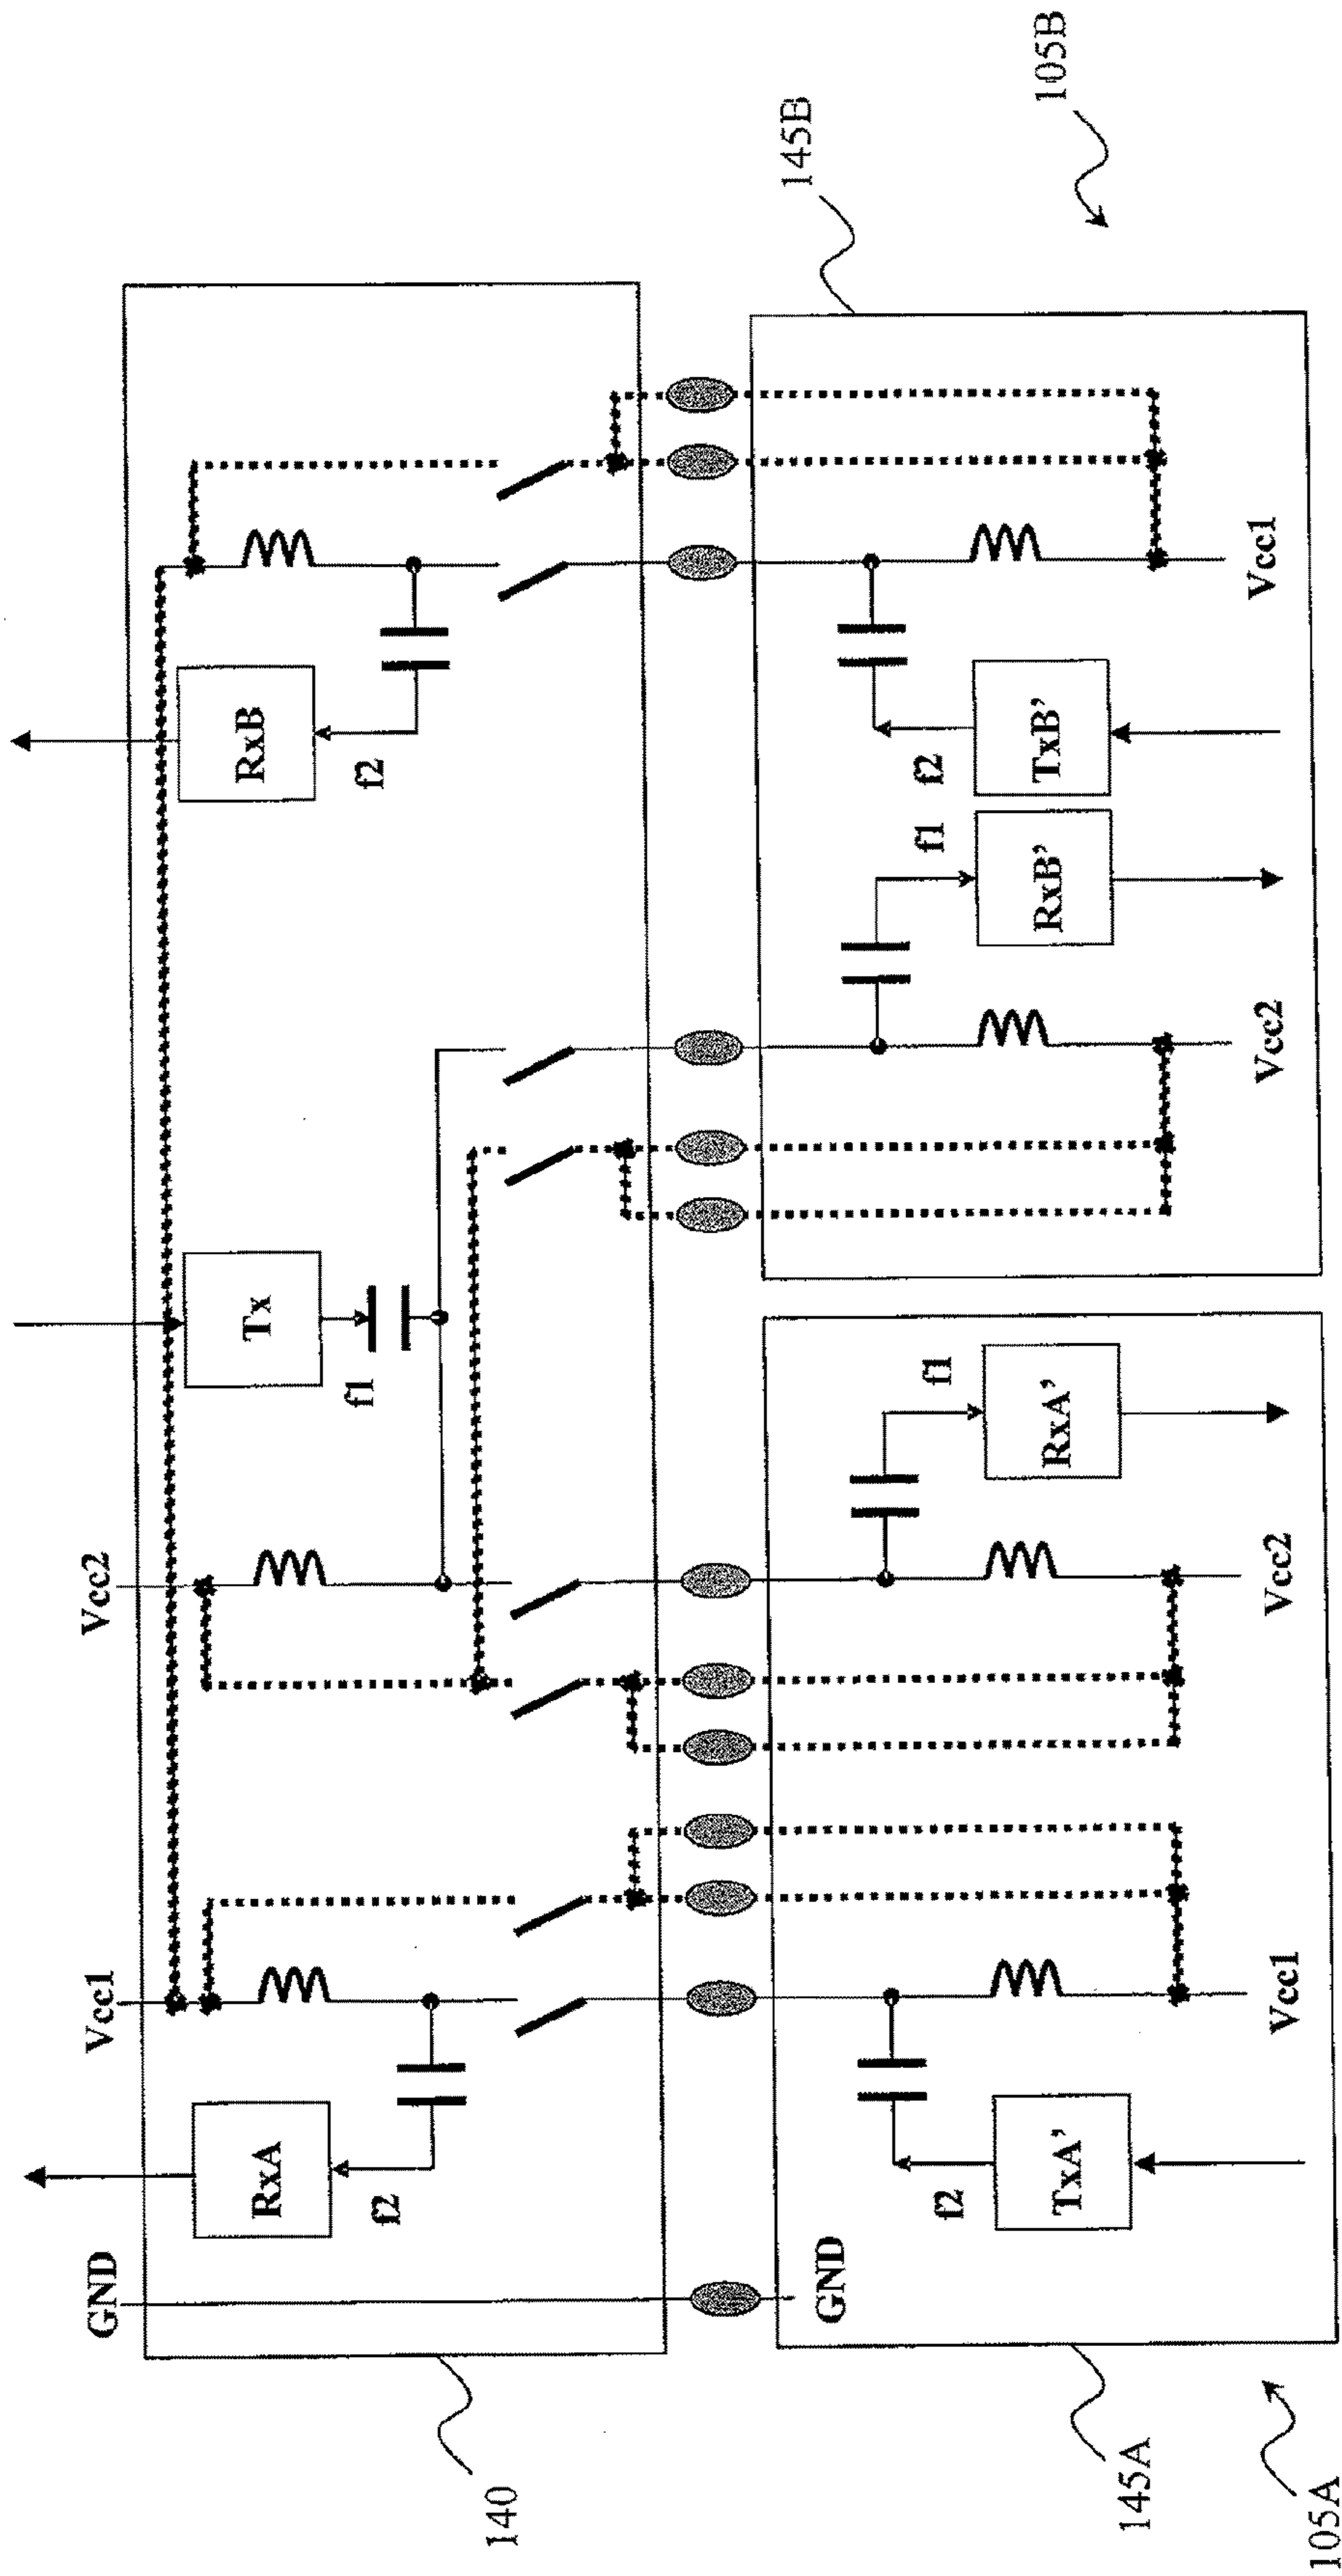 GND
Vcc1
Vcc2
RxA
f2
Tx
f1
RxB
f2
140
GND
f2
TxA'
Vcc1
f1
RxA'
Vcc2
145A
105A
f1
RxB'
Vcc2
f2
TxB'
Vcc1
145B
105B